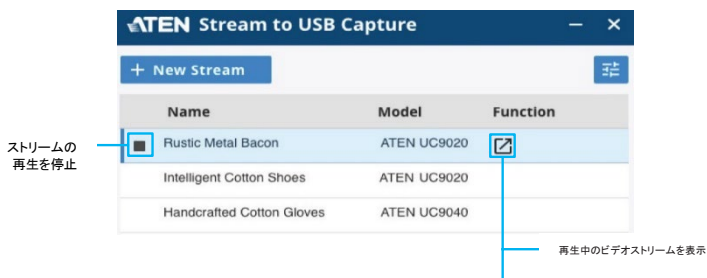 ATEN Stream to USB Capture
+ New Stream
Name Model Function
ストリームの
再生を停止
Rustic Metal Bacon ATEN UC9020
Intelligent Cotton Shoes ATEN UC9020
Handcrafted Cotton Gloves ATEN UC9040
再生中のビデオストリームを表示